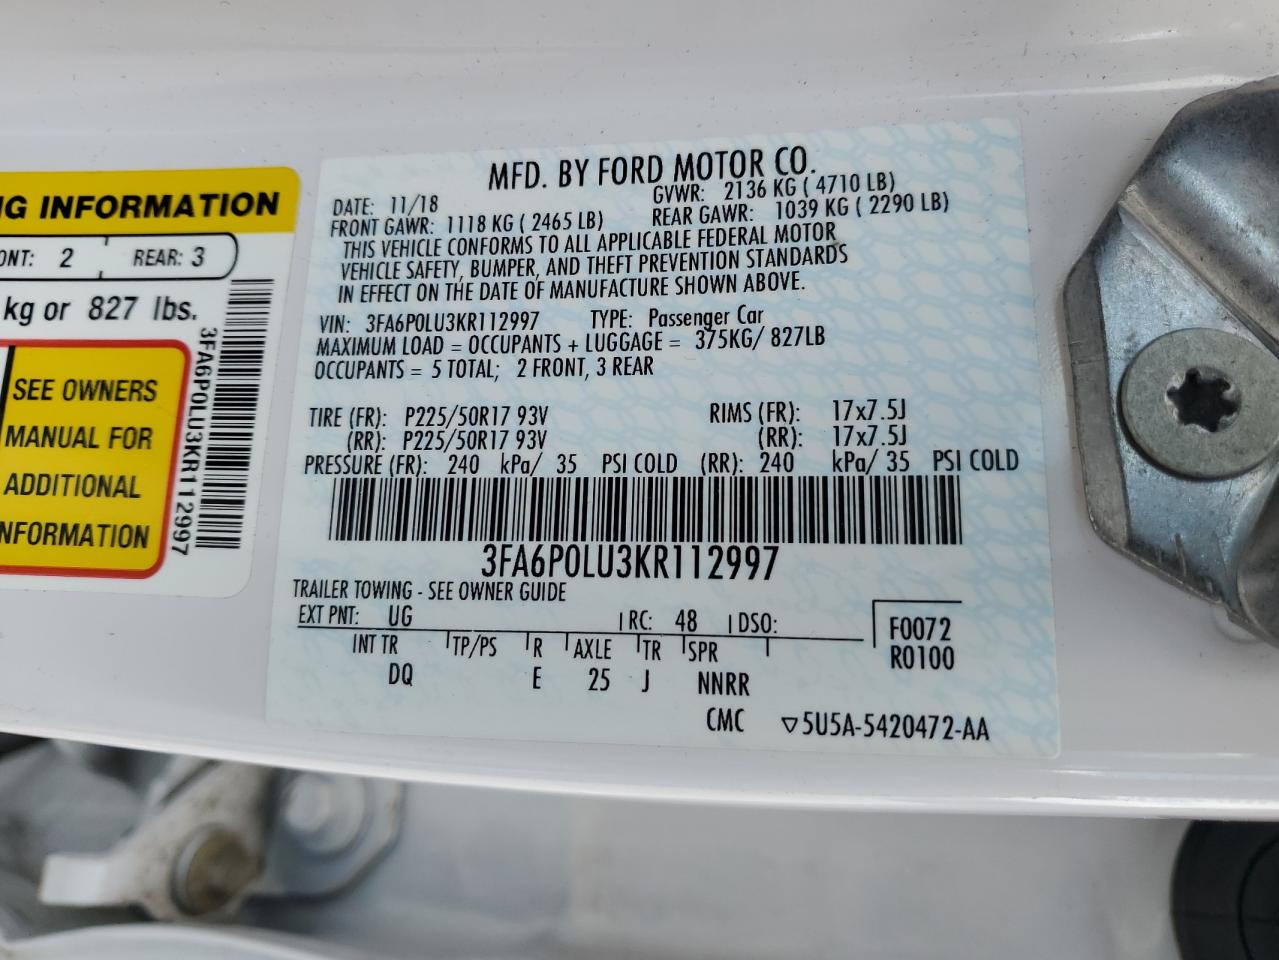 NG INFORMATION
ONT: 2 REAR: 3
kg or 827 lbs.
SEE OWNERS
MANUAL FOR
ADDITIONAL
NFORMATION
3FA6P0LU3KR112997
MFD. BY FORD MOTOR CO.
DATE: 11/18 GVWR: 2136 KG ( 4710 LB)
FRONT GAWR: 1118 KG ( 2465 LB) REAR GAWR: 1039 KG ( 2290 LB)
THIS VEHICLE CONFORMS TO ALL APPLICABLE FEDERAL MOTOR
VEHICLE SAFETY, BUMPER, AND THEFT PREVENTION STANDARDS
IN EFFECT ON THE DATE OF MANUFACTURE SHOWN ABOVE.
VIN: 3FA6P0LU3KR112997 TYPE: Passenger Car
MAXIMUM LOAD = OCCUPANTS + LUGGAGE = 375KG/ 827LB
OCCUPANTS = 5 TOTAL; 2 FRONT, 3 REAR
TIRE (FR): P225/50R17 93V RIMS (FR): 17x7.5J
(RR): P225/50R17 93V (RR): 17x7.5J
PRESSURE (FR): 240 kPa/ 35 PSI COLD (RR): 240 kPa/ 35 PSI COLD
3FA6P0LU3KR112997
TRAILER TOWING - SEE OWNER GUIDE
EXT PNT: UG RC: 48 DSO: F0072
INT TR TP/PS R AXLE TR SPR R0100
DQ E 25 J NNRR
CMC ▽5U5A-5420472-AA